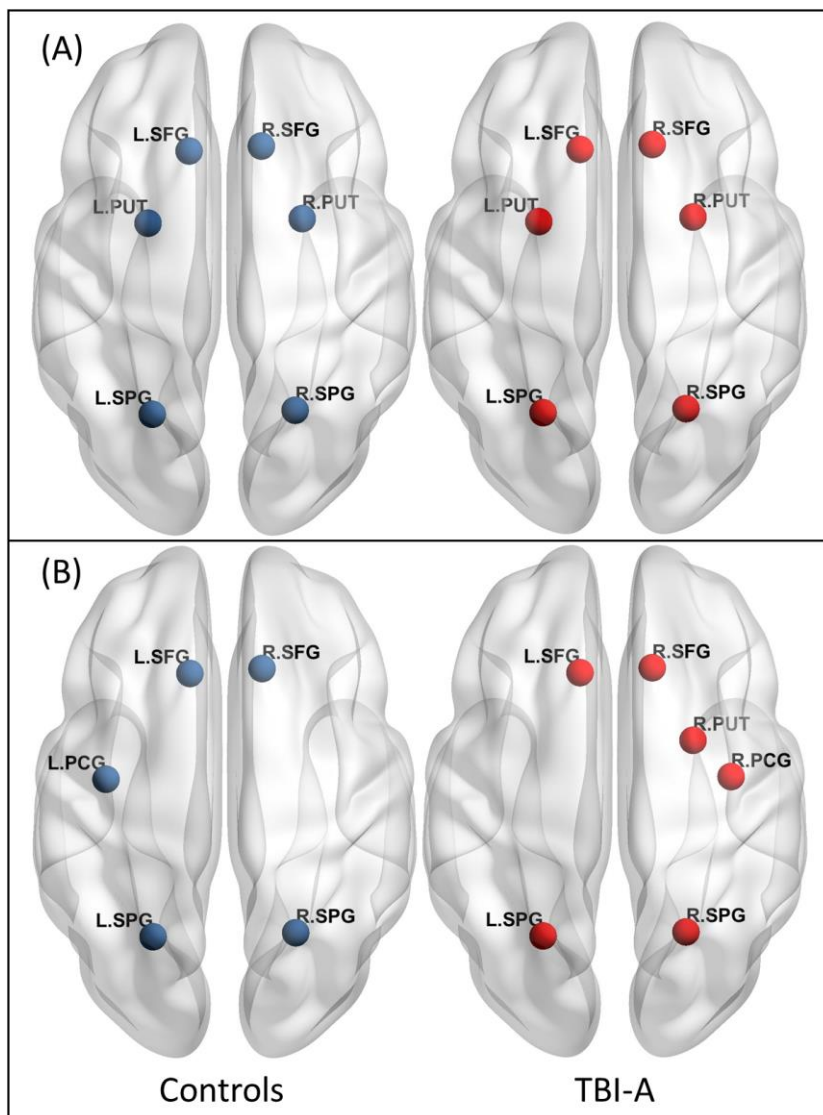 (A)
L.SFG R.SFG
L.PUT R.PUT
L.SPG R.SPG
L.SFG R.SFG
L.PUT R.PUT
L.SPG R.SPG
(B)
L.SFG R.SFG
L.PCG
L.SPG R.SPG
L.SFG R.SFG
R.PUT
R.PCG
L.SPG R.SPG
Controls TBI-A